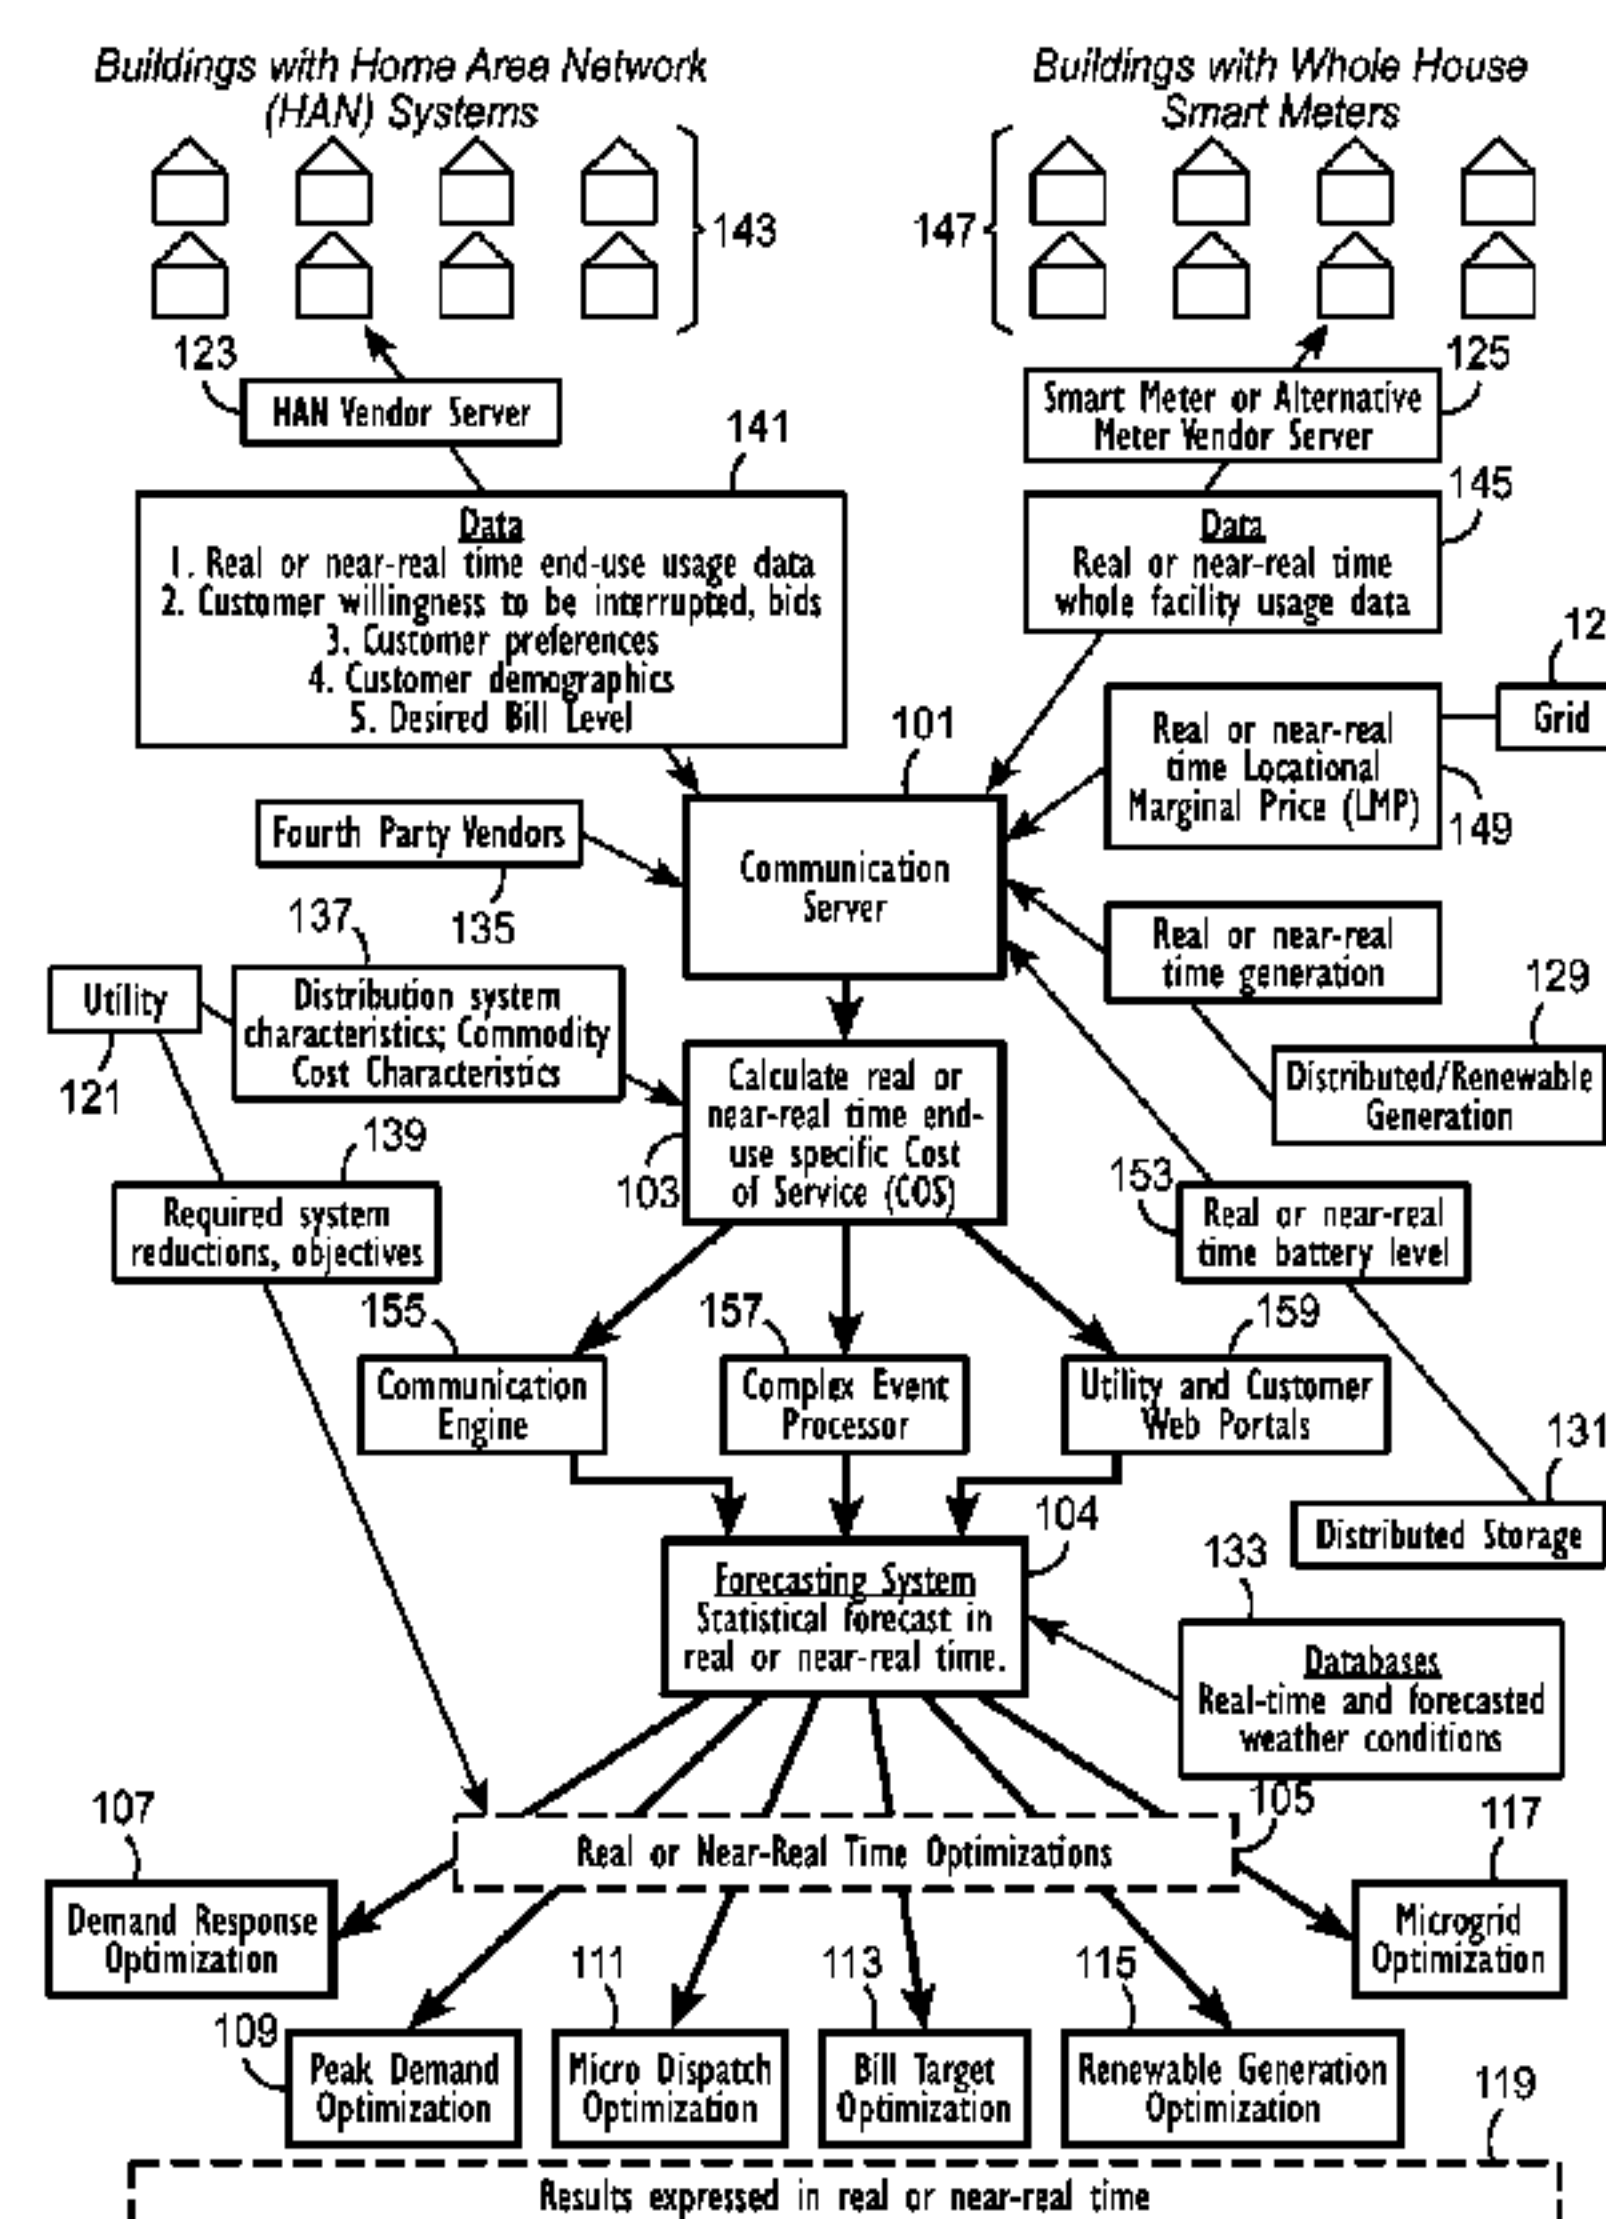 Buildings with Home Area Network
(HAN) Systems
Buildings with Whole House
Smart Meters
143
147
123
HAN Vendor Server
125
Smart Meter or Alternative
Meter Vendor Server
141
Data
1. Real or near-real time end-use usage data
2. Customer willingness to be interrupted, bids
3. Customer preferences
4. Customer demographics
5. Desired Bill Level
145
Data
Real or near-real time
whole facility usage data
12
Grid
101
Real or near-real
time Locational
Marginal Price (LMP)
149
Fourth Party Vendors
135
Communication
Server
137
Utility
121
Distribution system
characteristics; Commodity
Cost Characteristics
Real or near-real
time generation
129
Distributed/Renewable
Generation
Calculate real or
near-real time end-
use specific Cost
of Service (COS)
103
139
Required system
reductions, objectives
153
Real or near-real
time battery level
155
Communication
Engine
157
Complex Event
Processor
159
Utility and Customer
Web Portals
131
Distributed Storage
104
Forecasting System
Statistical forecast in
real or near-real time.
133
Databases
Real-time and forecasted
weather conditions
105
Real or Near-Real Time Optimizations
107
Demand Response
Optimization
117
Microgrid
Optimization
109
Peak Demand
Optimization
111
Micro Dispatch
Optimization
113
Bill Target
Optimization
115
Renewable Generation
Optimization
119
Results expressed in real or near-real time